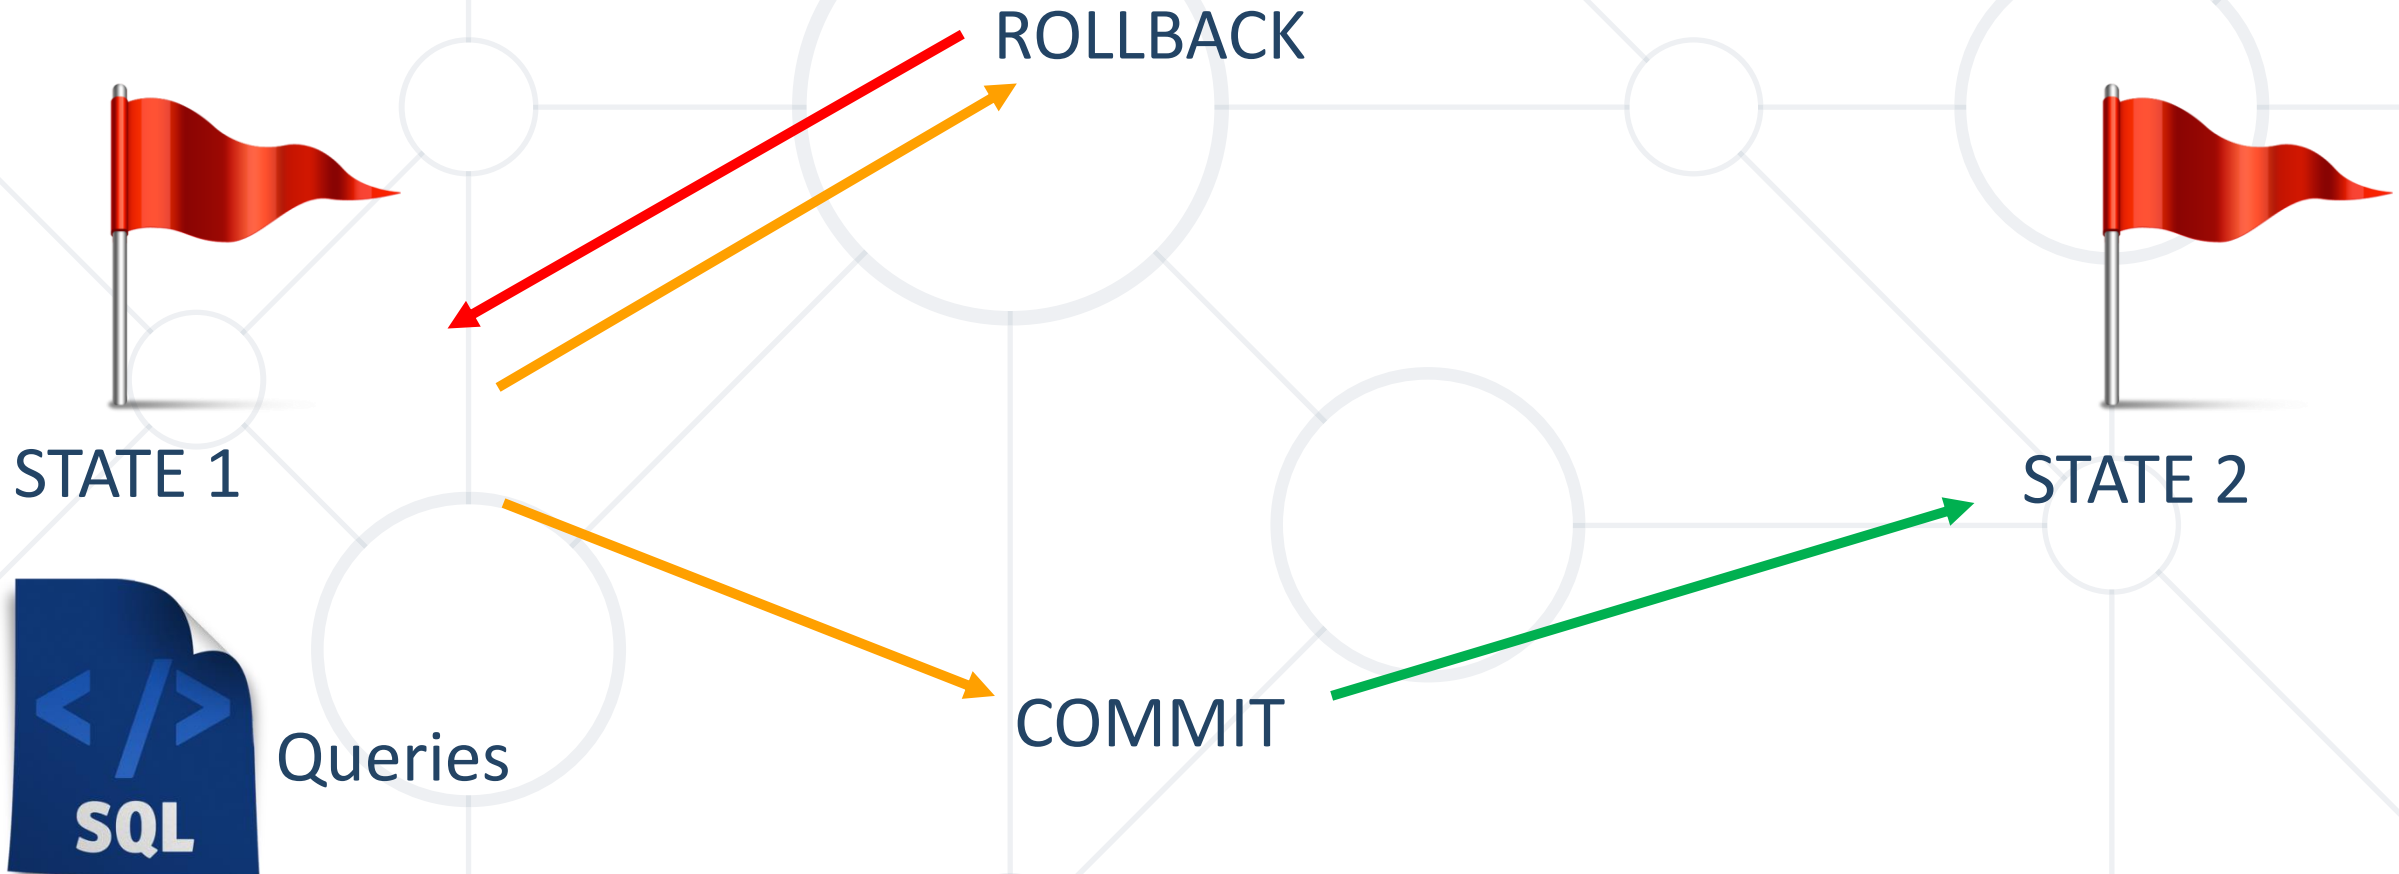 ROLLBACK
STATE 1
STATE 2
</>
SQL
Queries
COMMIT